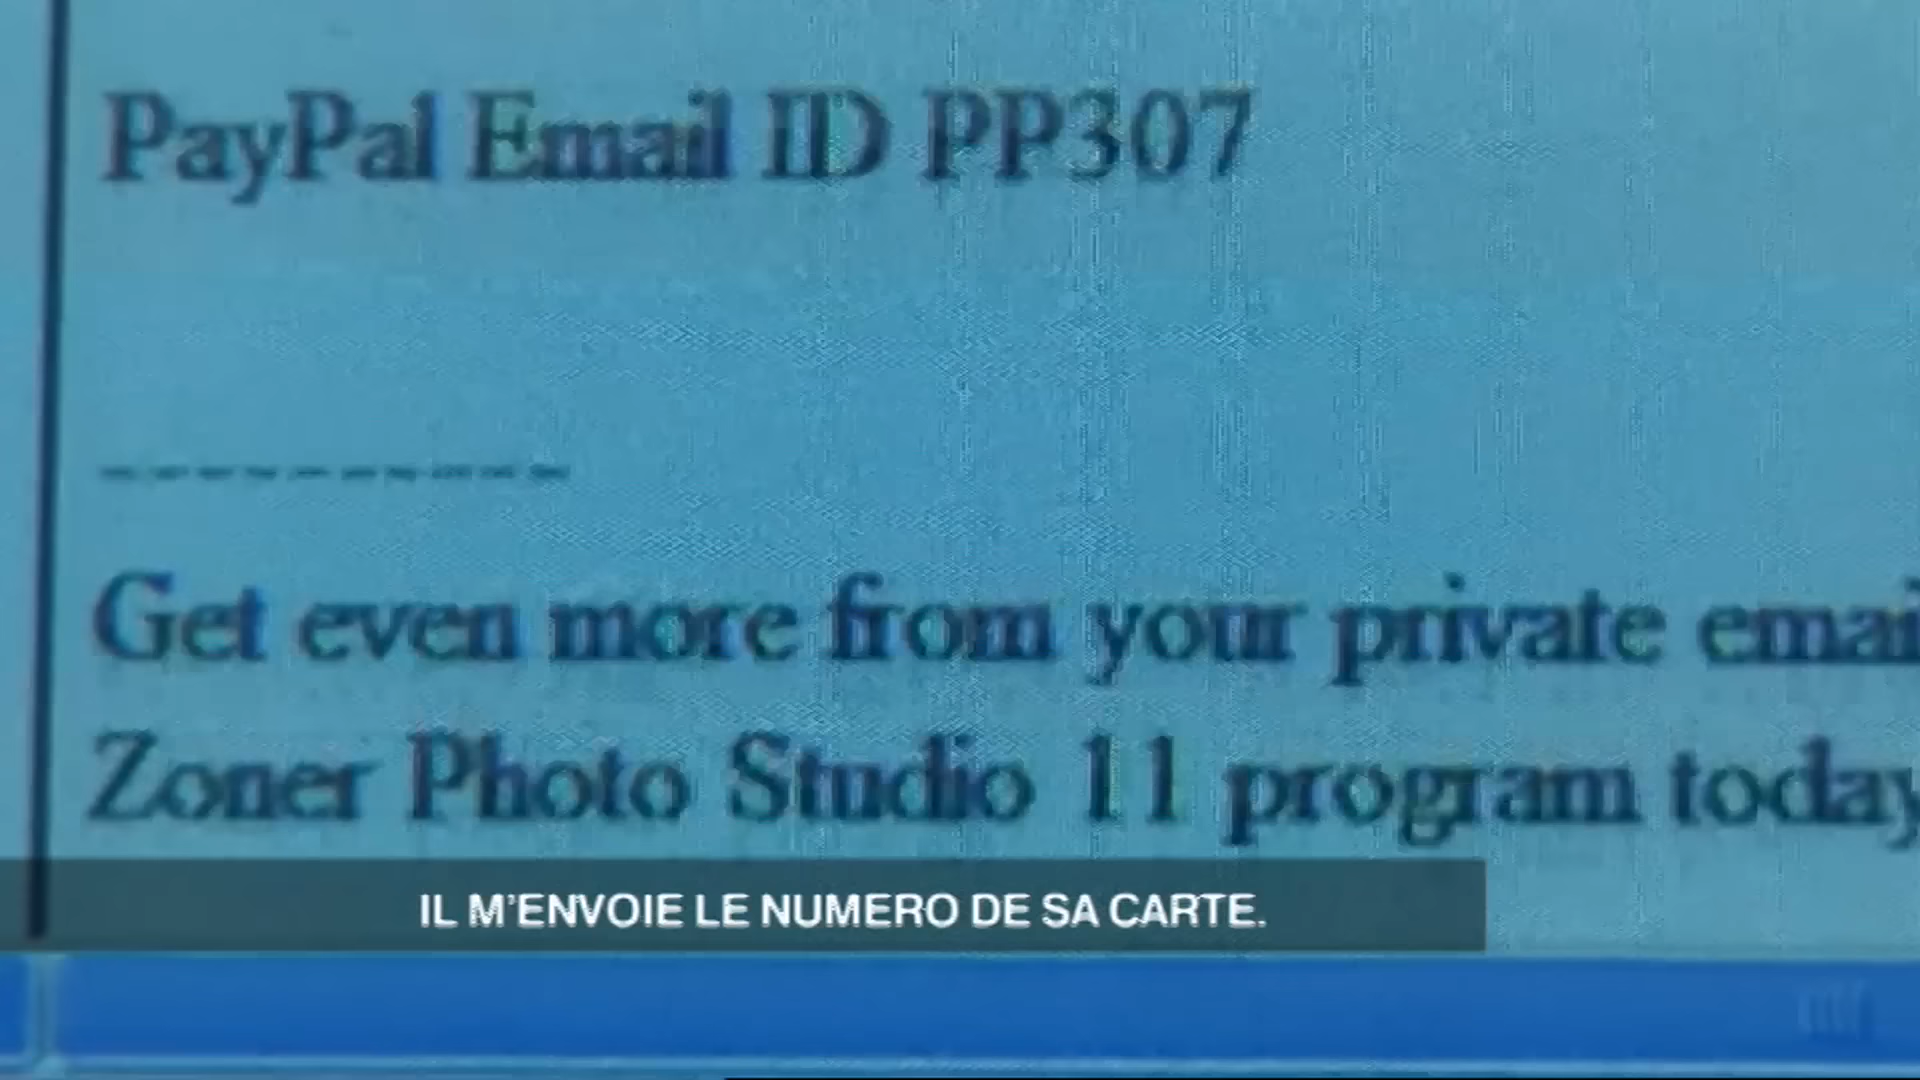 PayPal Email ID PP307
----------
Get even more from your private email
Zoner Photo Studio 11 program today
IL M'ENVOIE LE NUMERO DE SA CARTE.